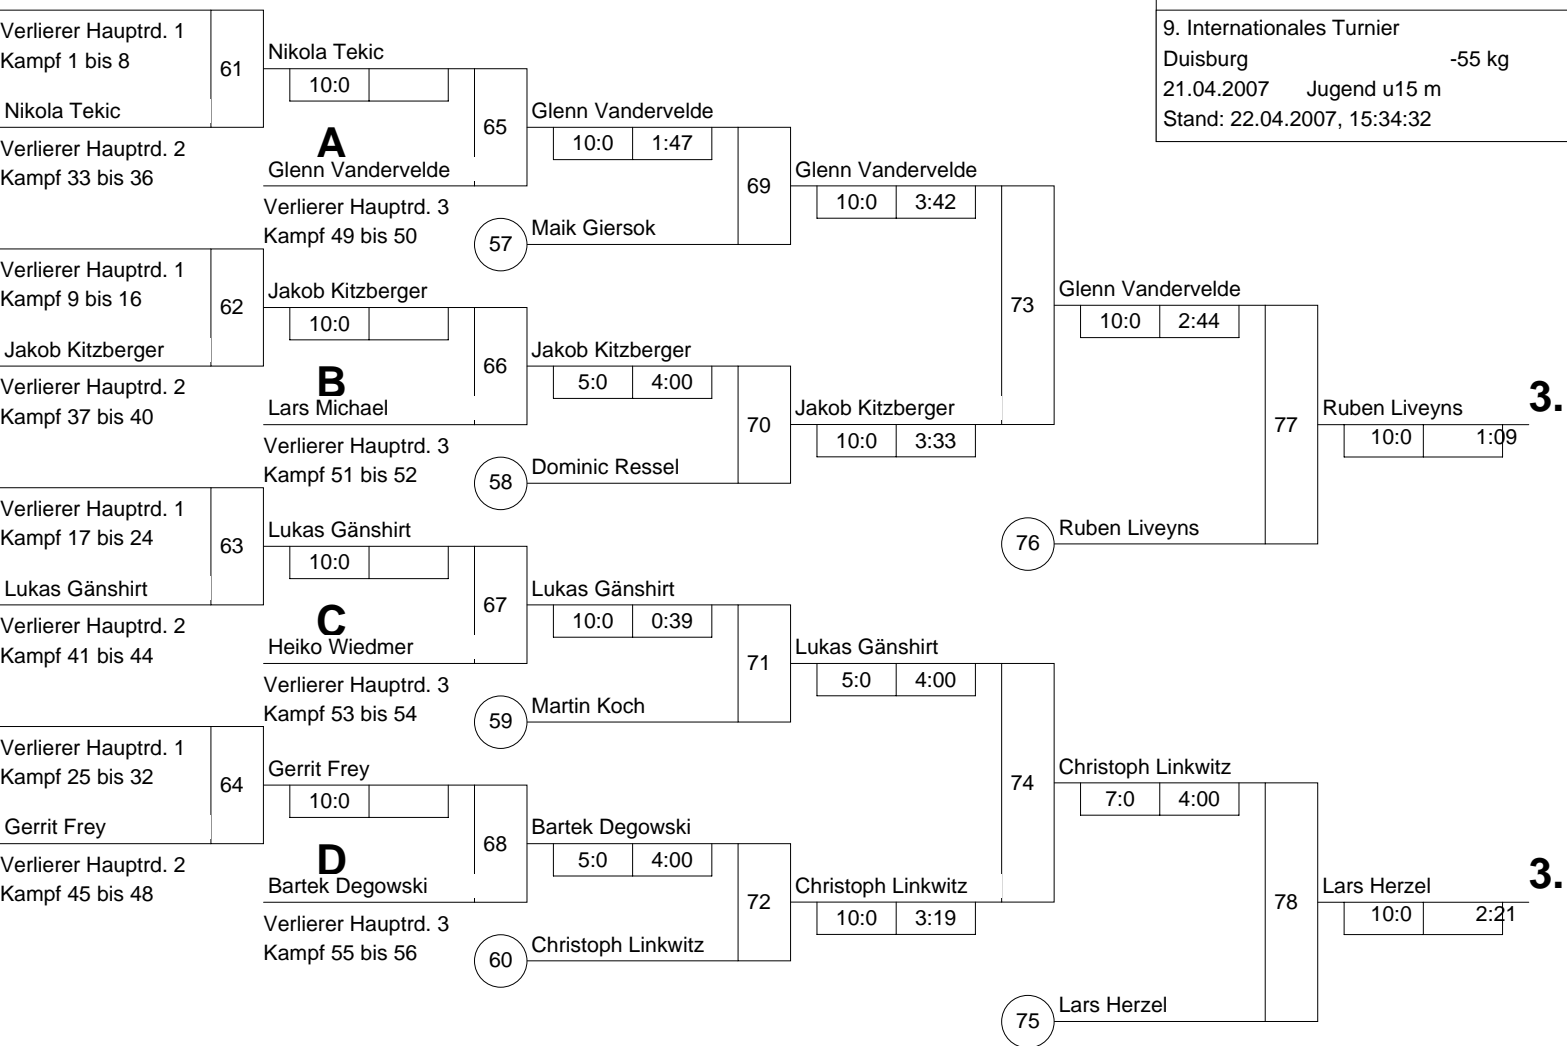 9. Internationales Turnier
Duisburg -55 kg
21.04.2007 Jugend u15 m
Stand: 22.04.2007, 15:34:32
Verlierer Hauptrd. 1
Kampf 1 bis 8
61
Nikola Tekic
Nikola Tekic
10:0
Verlierer Hauptrd. 2
Kampf 33 bis 36
A
65
Glenn Vandervelde
Glenn Vandervelde
10:0 1:47
Verlierer Hauptrd. 3
Kampf 49 bis 50
57
Maik Giersok
69
Glenn Vandervelde
10:0 3:42
Verlierer Hauptrd. 1
Kampf 9 bis 16
62
Jakob Kitzberger
Jakob Kitzberger
10:0
Verlierer Hauptrd. 2
Kampf 37 bis 40
B
66
Lars Michael
Jakob Kitzberger
5:0 4:00
Verlierer Hauptrd. 3
Kampf 51 bis 52
58
Dominic Ressel
70
Jakob Kitzberger
10:0 3:33
73
Glenn Vandervelde
10:0 2:44
76
Ruben Liveyns
77
Ruben Liveyns
10:0 1:09
3.
Verlierer Hauptrd. 1
Kampf 17 bis 24
63
Lukas Gänshirt
Lukas Gänshirt
10:0
Verlierer Hauptrd. 2
Kampf 41 bis 44
C
67
Heiko Wiedmer
Lukas Gänshirt
10:0 0:39
Verlierer Hauptrd. 3
Kampf 53 bis 54
59
Martin Koch
71
Lukas Gänshirt
5:0 4:00
Verlierer Hauptrd. 1
Kampf 25 bis 32
64
Gerrit Frey
Gerrit Frey
10:0
Verlierer Hauptrd. 2
Kampf 45 bis 48
D
68
Bartek Degowski
Bartek Degowski
5:0 4:00
Verlierer Hauptrd. 3
Kampf 55 bis 56
60
Christoph Linkwitz
72
Christoph Linkwitz
10:0 3:19
74
Christoph Linkwitz
7:0 4:00
75
Lars Herzel
78
Lars Herzel
10:0 2:21
3.